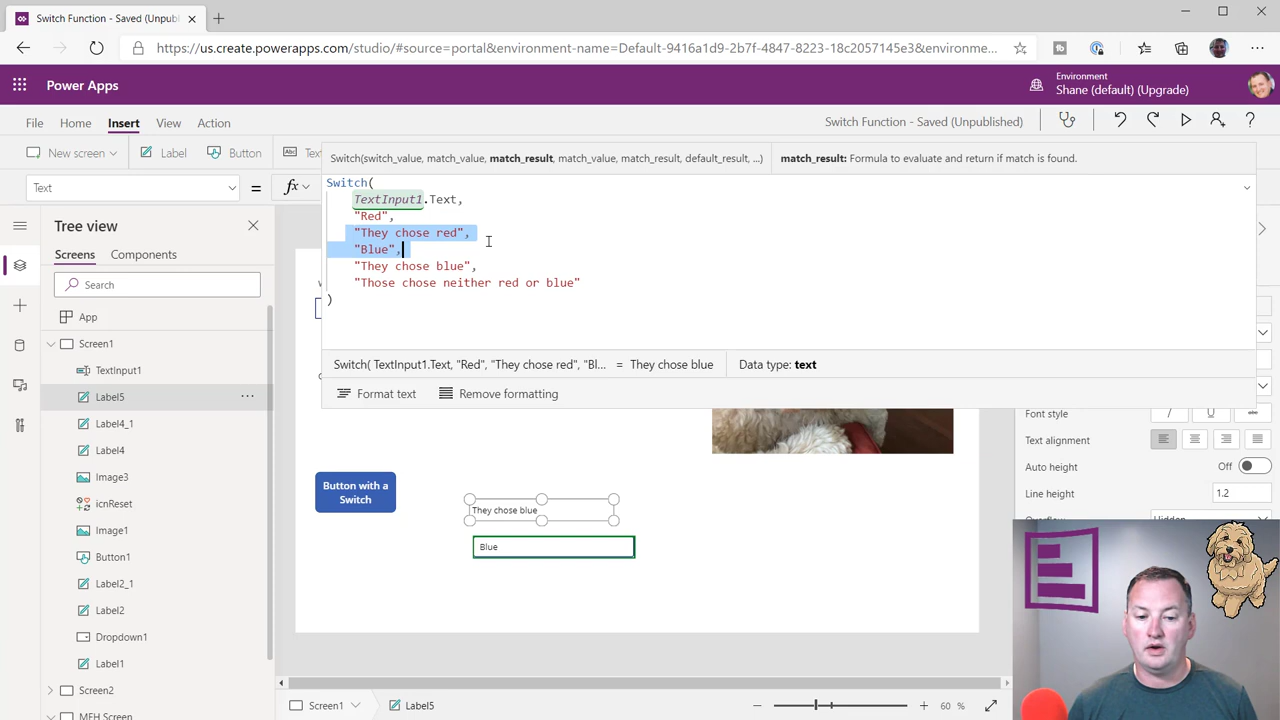 Switch Function - Saved (Unpub
https://us.create.powerapps.com/studio/#source=portal&environment-name=Default-9416a1d9-2b7f-4847-8223-18c2057145e3&environme...
Power Apps
Environment
Shane (default) (Upgrade)
File Home Insert View Action
Switch Function - Saved (Unpublished)
New screen Label Button
Switch(switch_value, match_value, match_result, match_value, match_result, default_result, ...)
match_result: Formula to evaluate and return if match is found.
Text = fx
Switch(
TextInput1.Text,
"Red",
"They chose red",
"Blue",
"They chose blue",
"Those chose neither red or blue"
)
Switch( TextInput1.Text, "Red", "They chose red", "Bl... = They chose blue
Data type: text
Format text Remove formatting
Tree view
Screens Components
Search
App
Screen1
TextInput1
Label5
Label4_1
Label4
Image3
icnReset
Image1
Button1
Label2_1
Label2
Dropdown1
Label1
Screen2
MFH Screen
Button with a
Switch
They chose blue
Blue
Font style
Text alignment
Auto height Off
Line height 1.2
Screen1 Label5
60 %